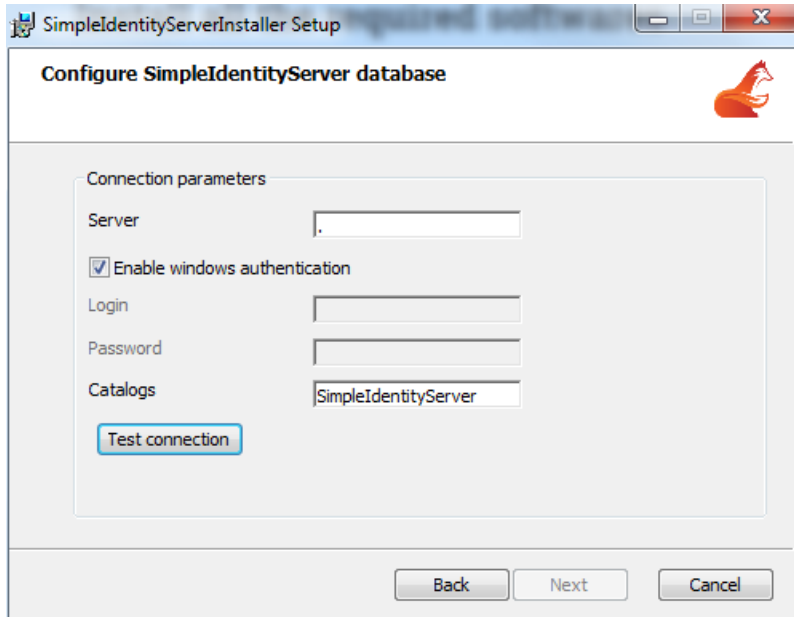 SimpleIdentityServerInstaller Setup
Configure SimpleIdentityServer database
Connection parameters
Server
.
Enable windows authentication
Login
Password
Catalogs
SimpleIdentityServer
Test connection
Back
Next
Cancel